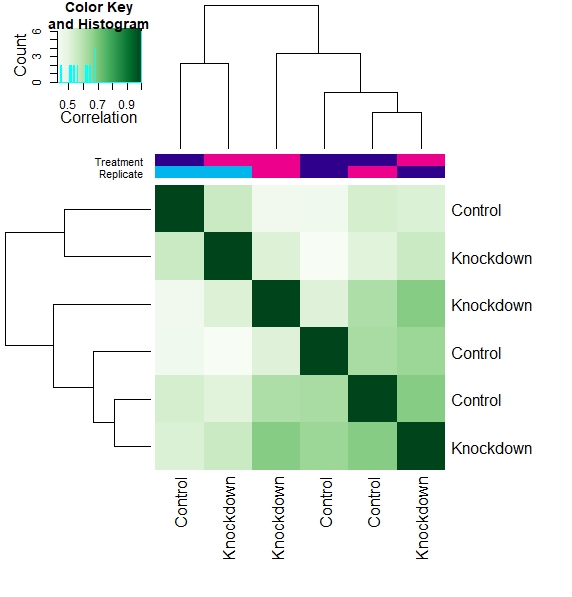 Color Key
and Histogram
Count
0 3 6
0.5 0.7 0.9
Correlation
Treatment
Replicate
Control
Knockdown
Knockdown
Control
Control
Knockdown
Control
Knockdown
Knockdown
Control
Control
Knockdown